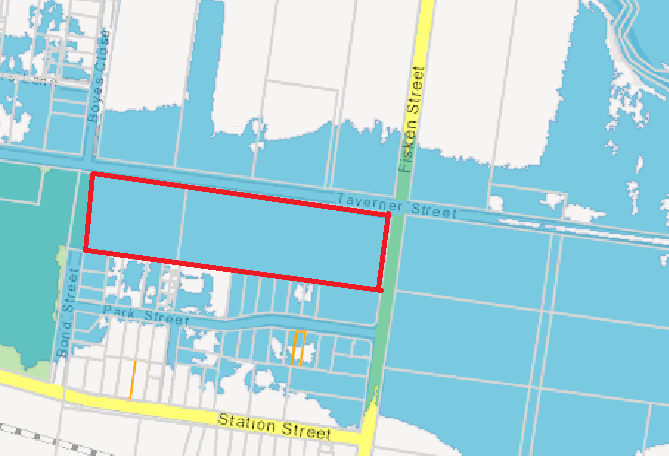 Boyes Close
Fisken Street
Taverner Street
Bond Street
Park Street
Station Street